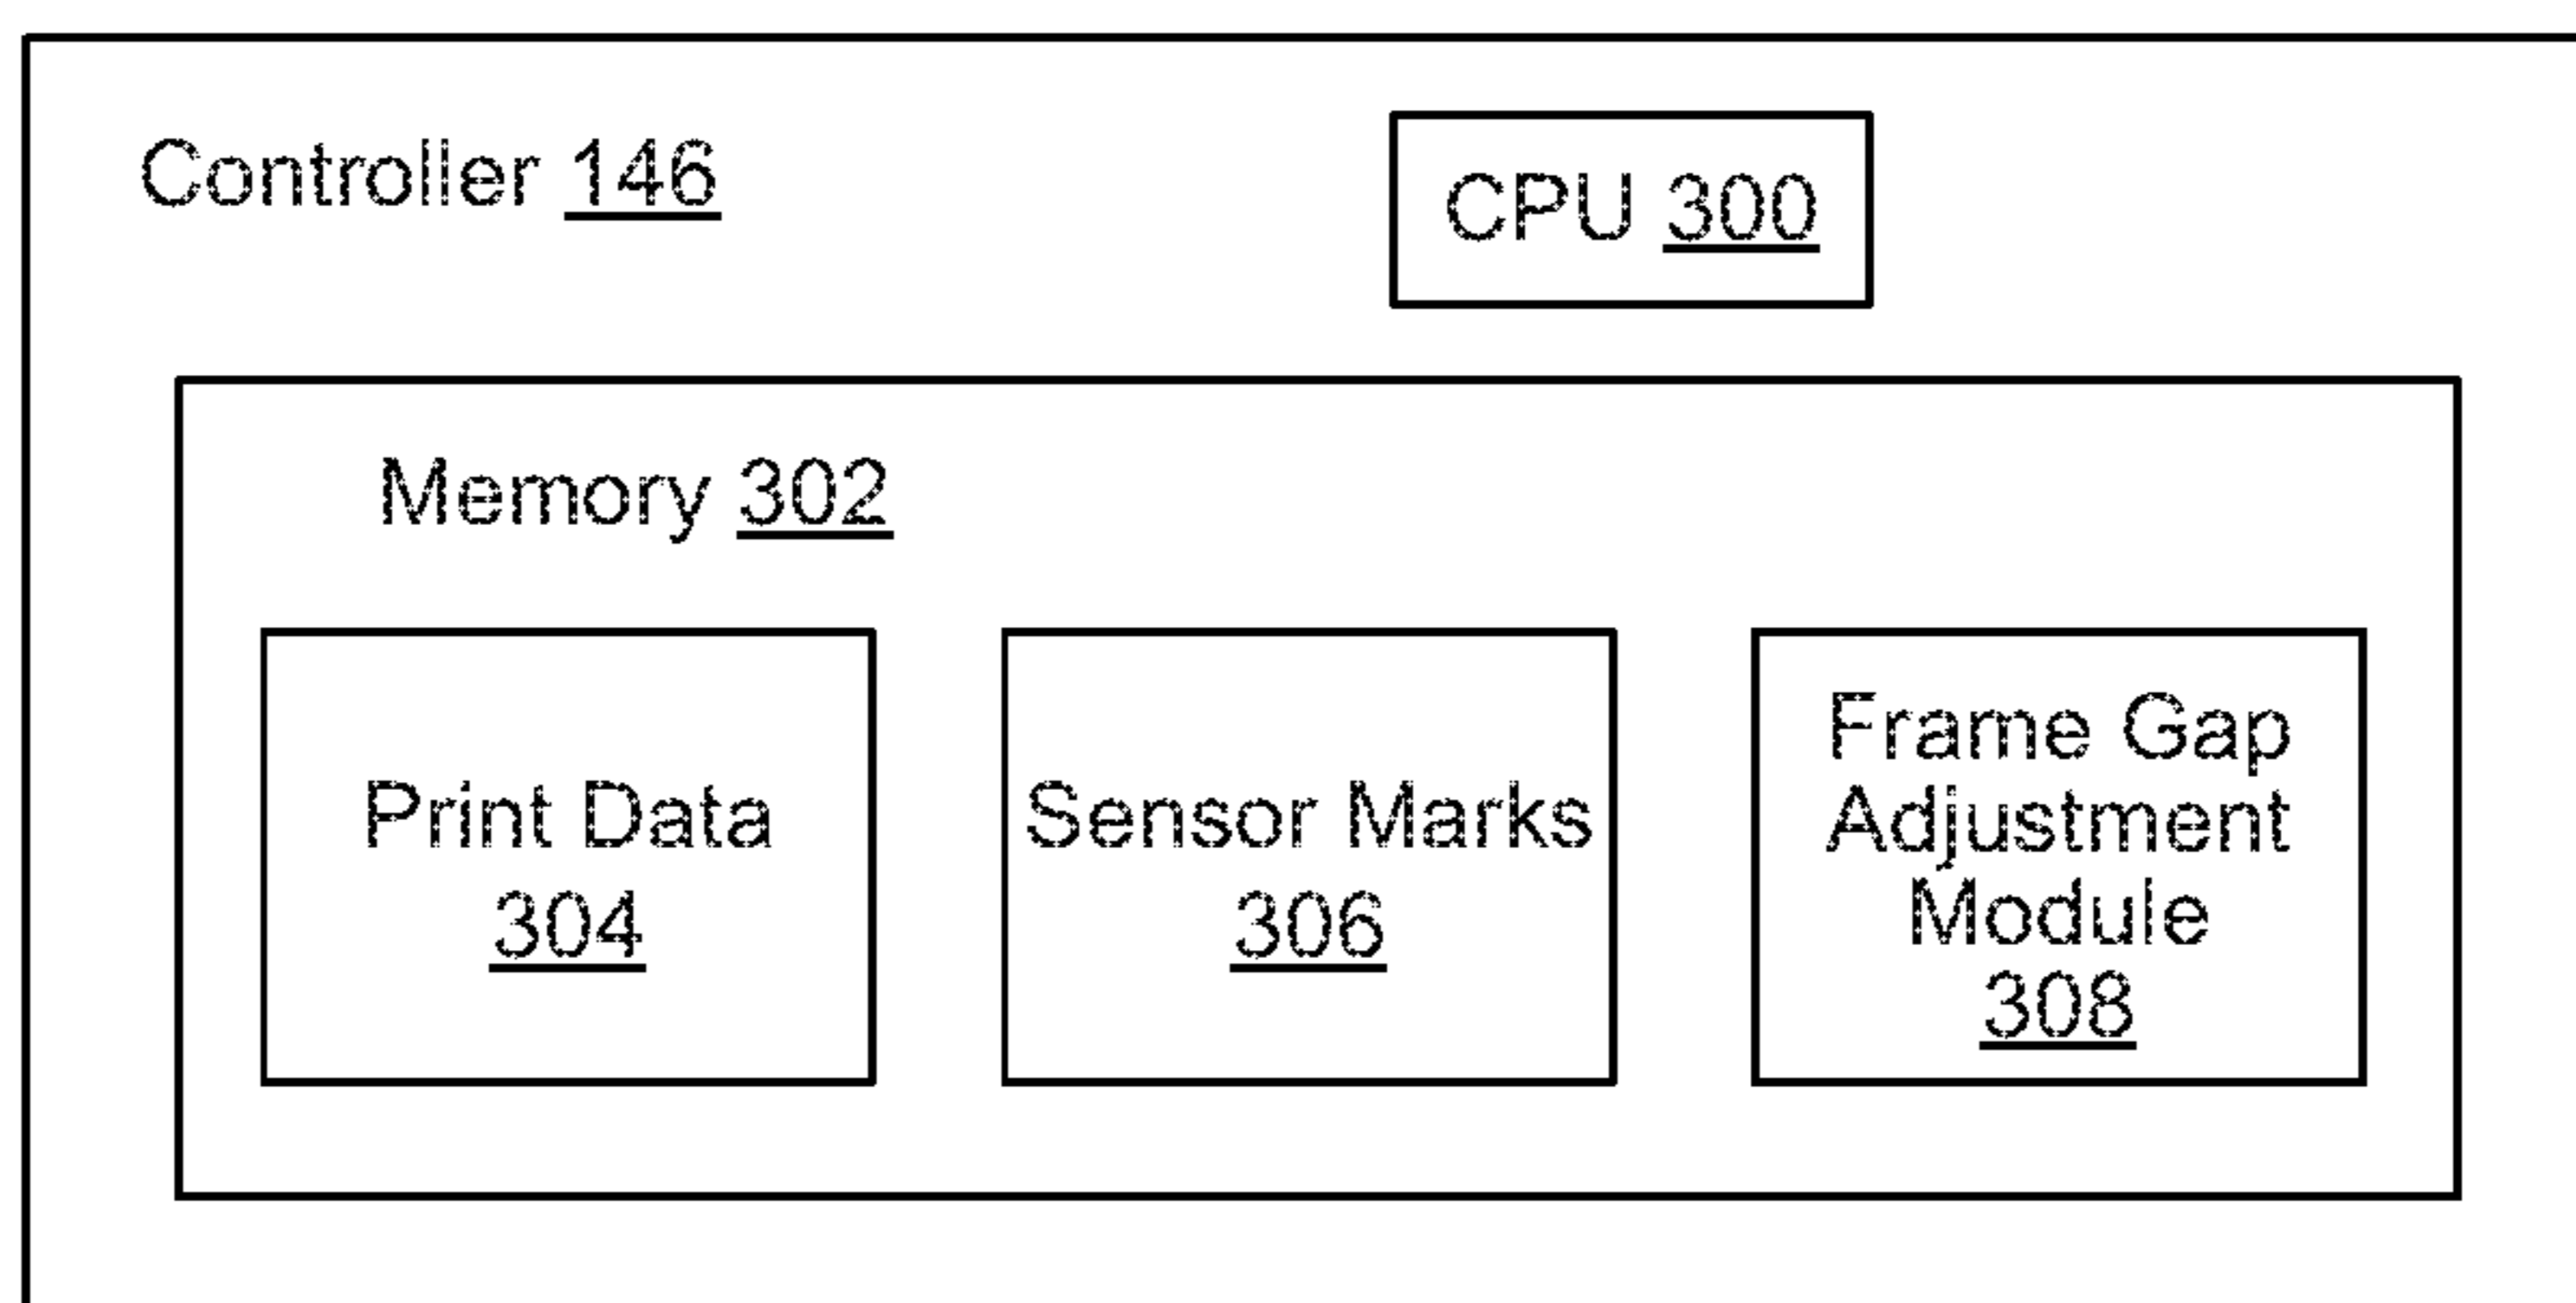 Controller 146
CPU 300
Memory 302
Print Data
304
Sensor Marks
306
Frame Gap
Adjustment
Module
308